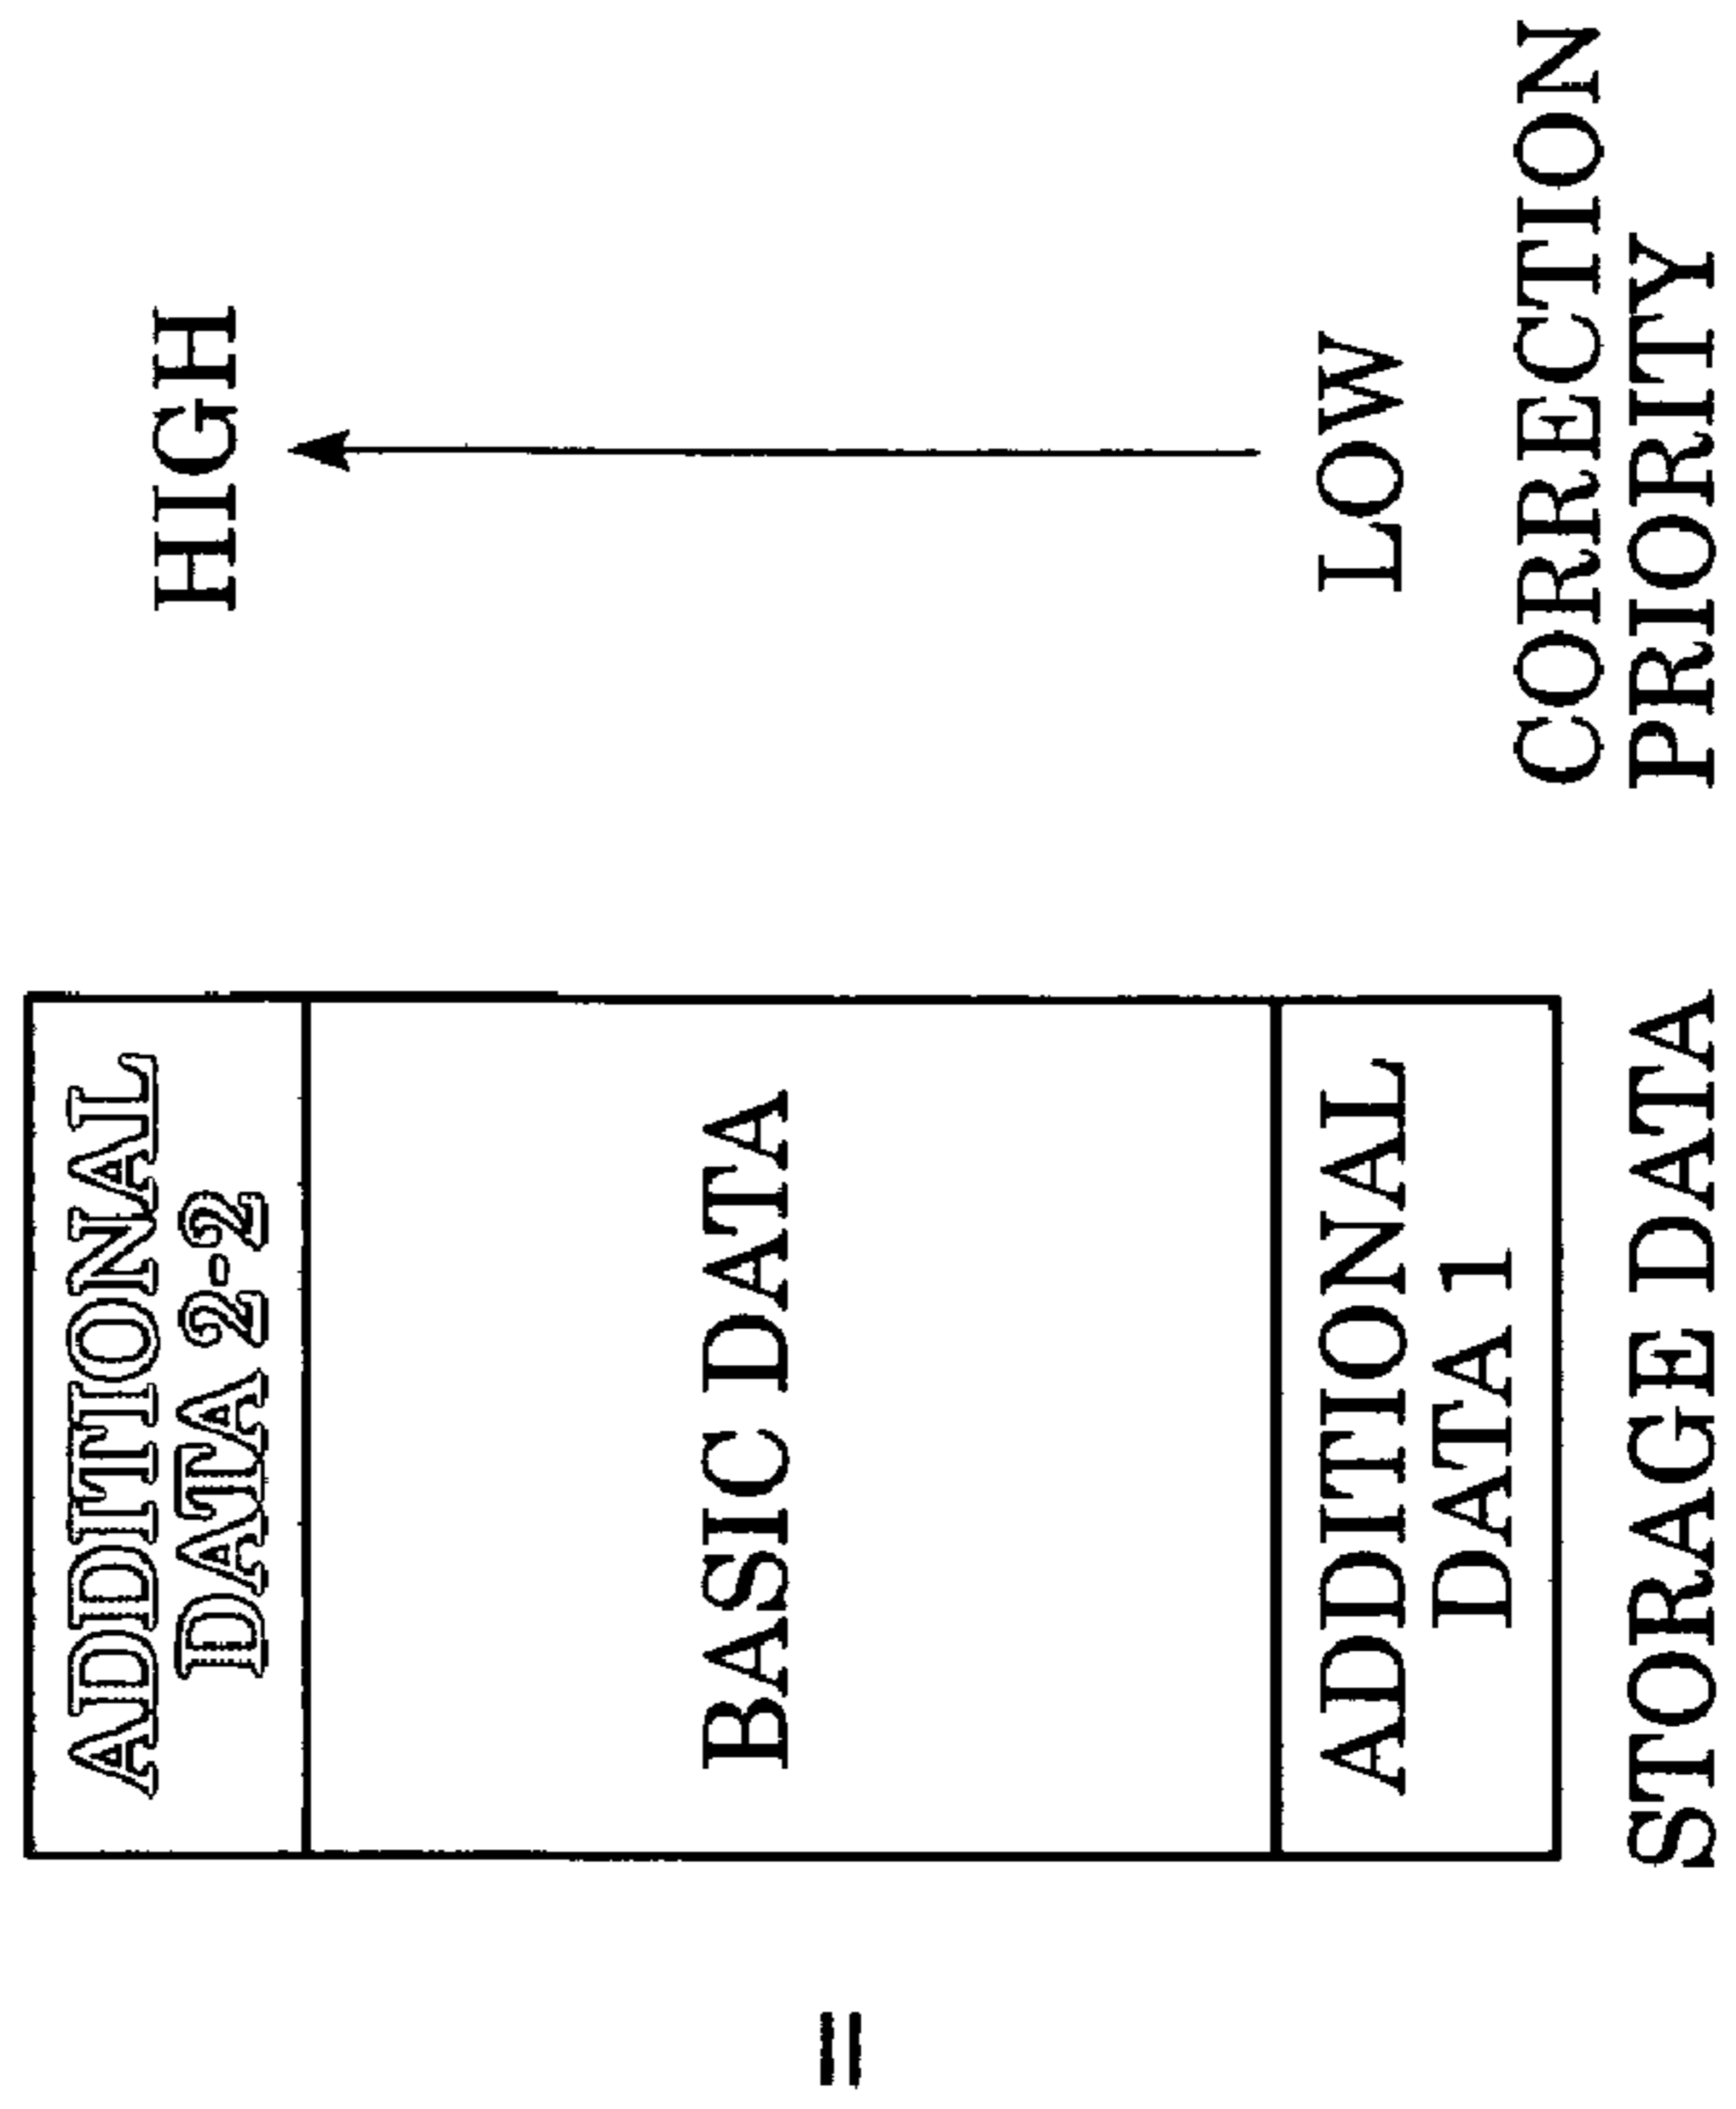 =
ADDITIONAL
DATA 2-2
BASIC DATA
ADDITIONAL
DATA 1
STORAGE DATA
HIGH
LOW
CORRECTION
PRIORITY